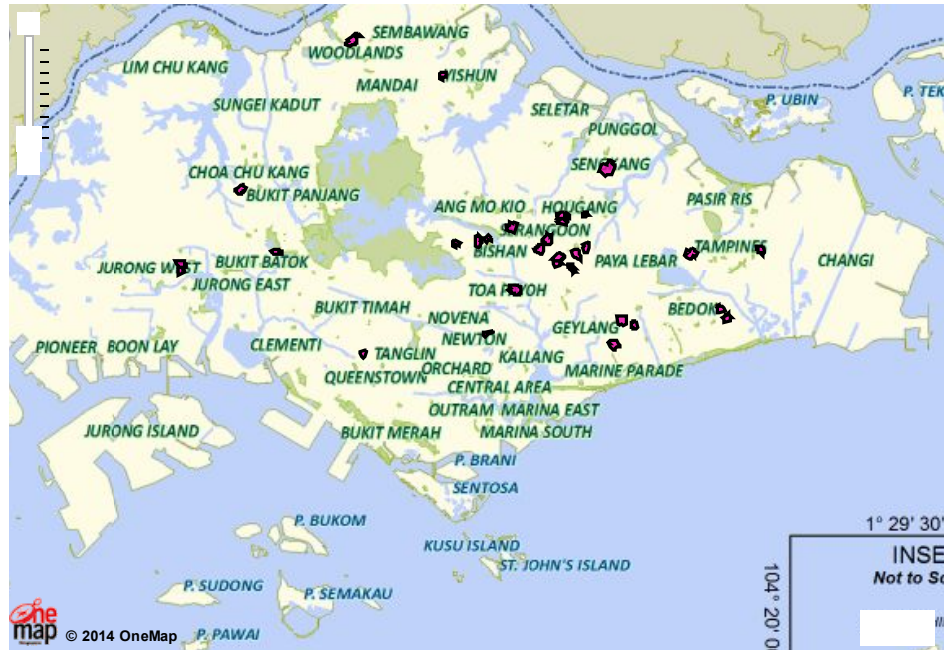 SEMBAWANG
WOODLANDS
LIM CHU KANG
YISHUN
MANDAI
SUNGEI KADUT
SELETAR
P. UBIN
P. TEK
PUNGGOL
SENGKANG
CHOA CHU KANG
BUKIT PANJANG
PASIR RIS
ANG MO KIO
HOUGANG
SERANGOON
BISHAN
TAMPINES
PAYA LEBAR
CHANGI
JURONG WEST
BUKIT BATOK
JURONG EAST
TOA PAYOH
BUKIT TIMAH
NOVENA
BEDOK
GEYLANG
NEWTON
PIONEER
BOON LAY
CLEMENTI
TANGLIN
KALLANG
ORCHARD
QUEENSTOWN
MARINE PARADE
CENTRAL AREA
OUTRAM
MARINA EAST
JURONG ISLAND
BUKIT MERAH
MARINA SOUTH
P. BRANI
SENTOSA
P. BUKOM
1° 29' 30'
KUSU ISLAND
INSE
ST. JOHN'S ISLAND
Not to Sc
104° 20' 0
P. SUDONG
P. SEMAKAU
One
map
© 2014 OneMap
P. PAWAI